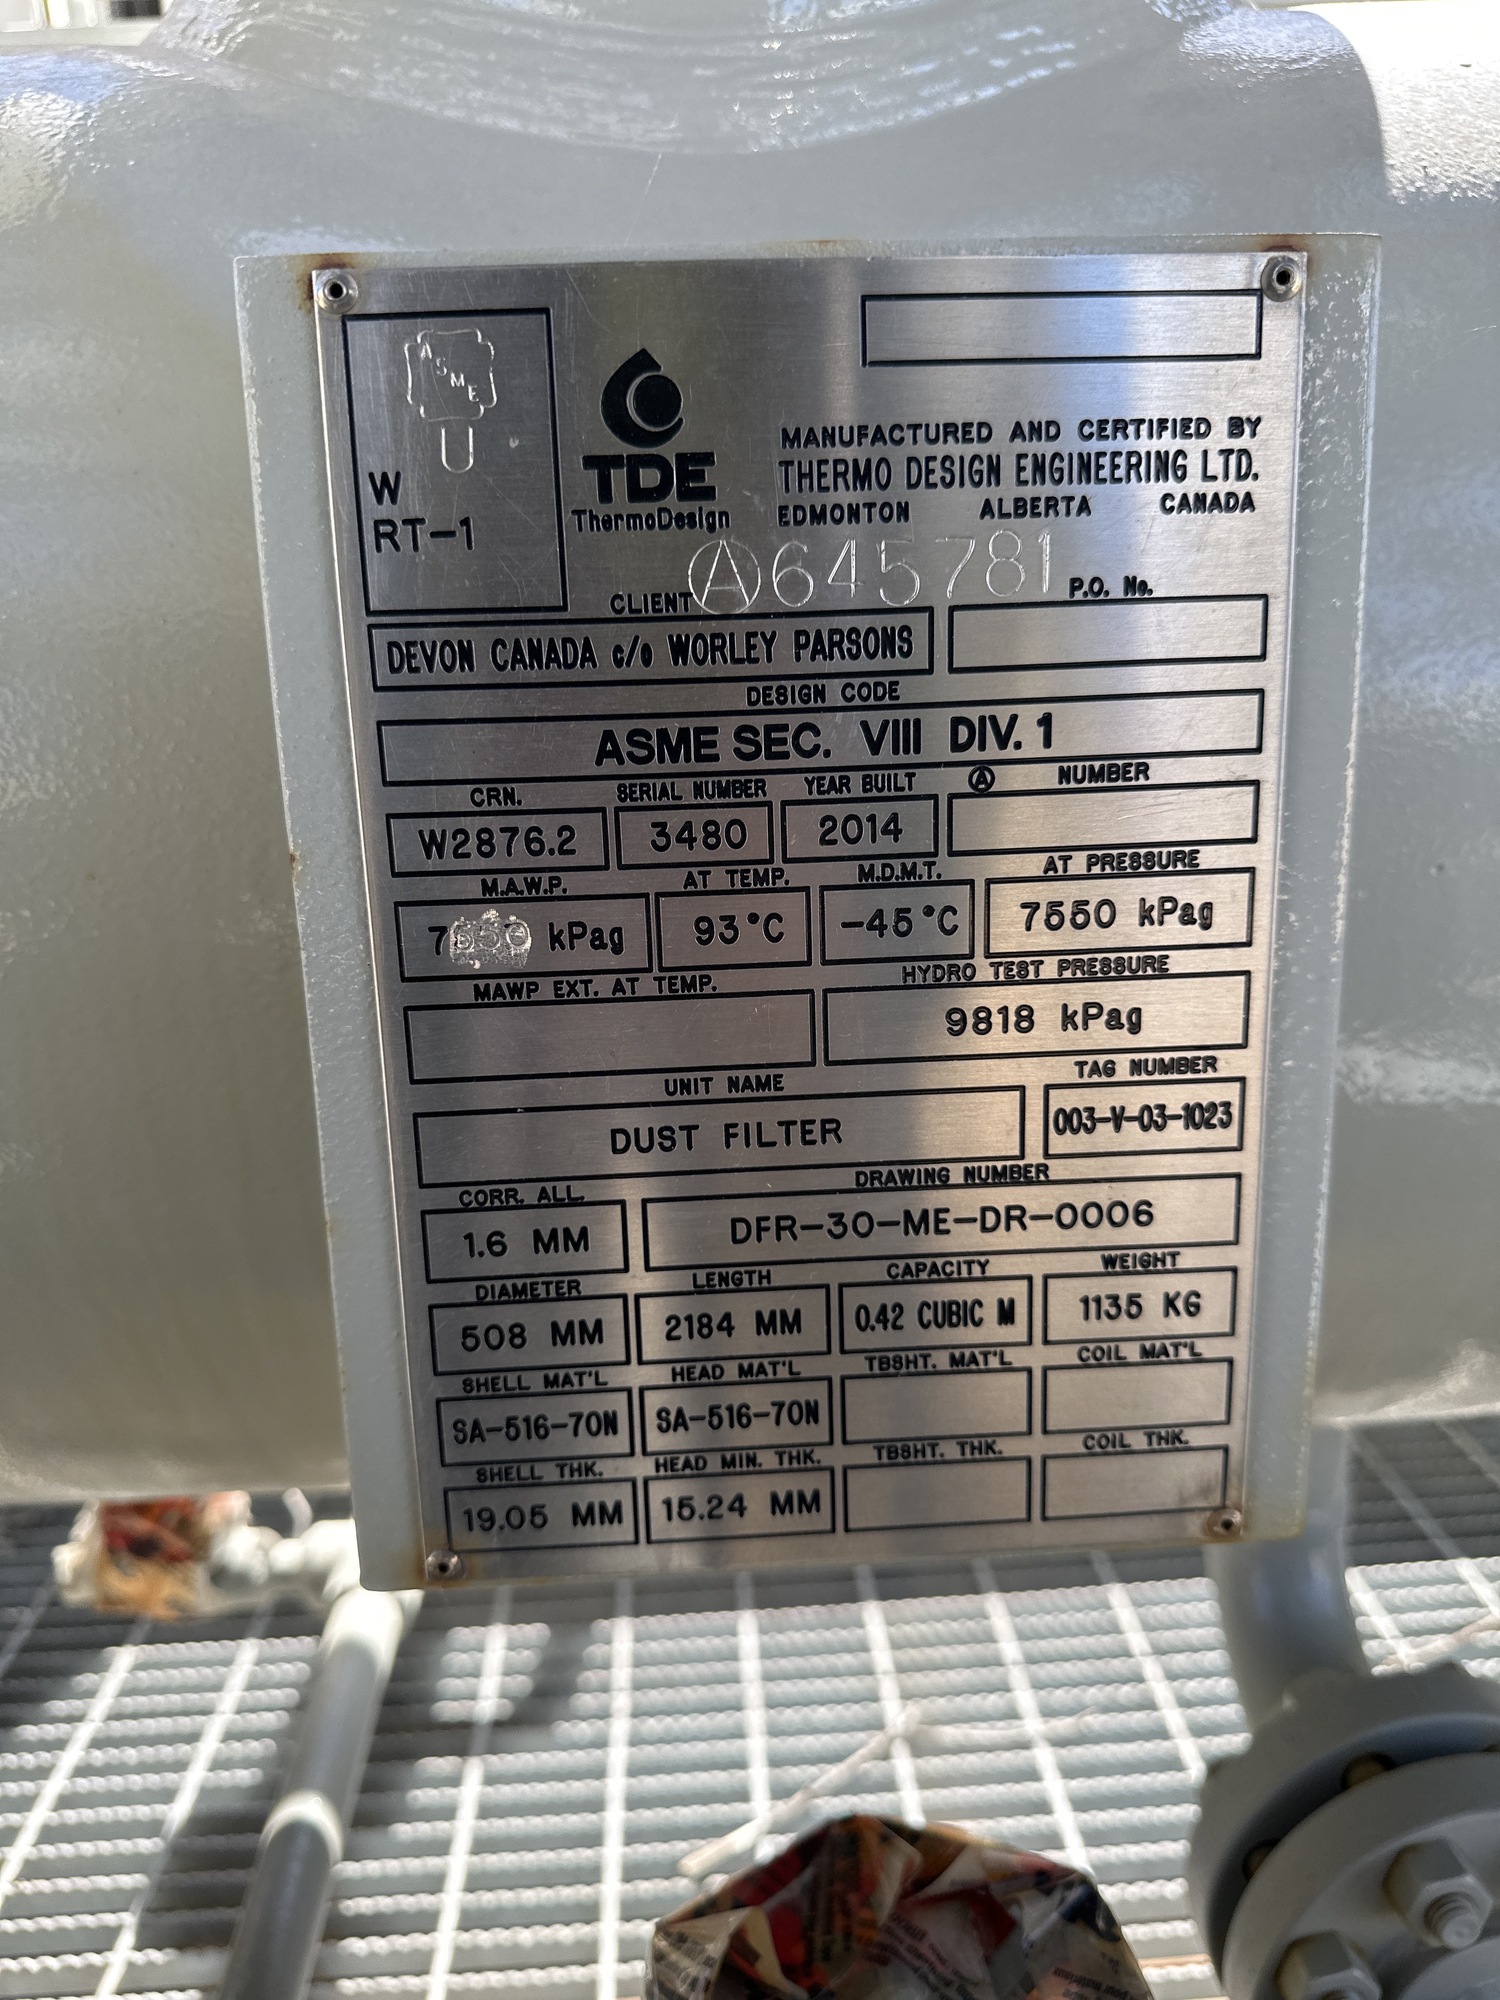 ASME
U
W
RT-1
TDE
ThermoDesign
MANUFACTURED AND CERTIFIED BY
THERMO DESIGN ENGINEERING LTD.
EDMONTON ALBERTA CANADA
Ⓐ645781
CLIENT P.O. No.
DEVON CANADA c/o WORLEY PARSONS
DESIGN CODE
ASME SEC. VIII DIV. 1
CRN. SERIAL NUMBER YEAR BUILT Ⓐ NUMBER
W2876.2 3480 2014
M.A.W.P. AT TEMP. M.D.M.T. AT PRESSURE
7550 kPag 93°C -45°C 7550 kPag
MAWP EXT. AT TEMP. HYDRO TEST PRESSURE
9818 kPag
UNIT NAME TAG NUMBER
DUST FILTER 003-V-03-1023
CORR. ALL. DRAWING NUMBER
1.6 MM DFR-30-ME-DR-0006
DIAMETER LENGTH CAPACITY WEIGHT
508 MM 2184 MM 0.42 CUBIC M 1135 KG
SHELL MAT'L HEAD MAT'L TBSHT. MAT'L COIL MAT'L
SA-516-70N SA-516-70N
SHELL THK. HEAD MIN. THK. TBSHT. THK. COIL THK.
19.05 MM 15.24 MM